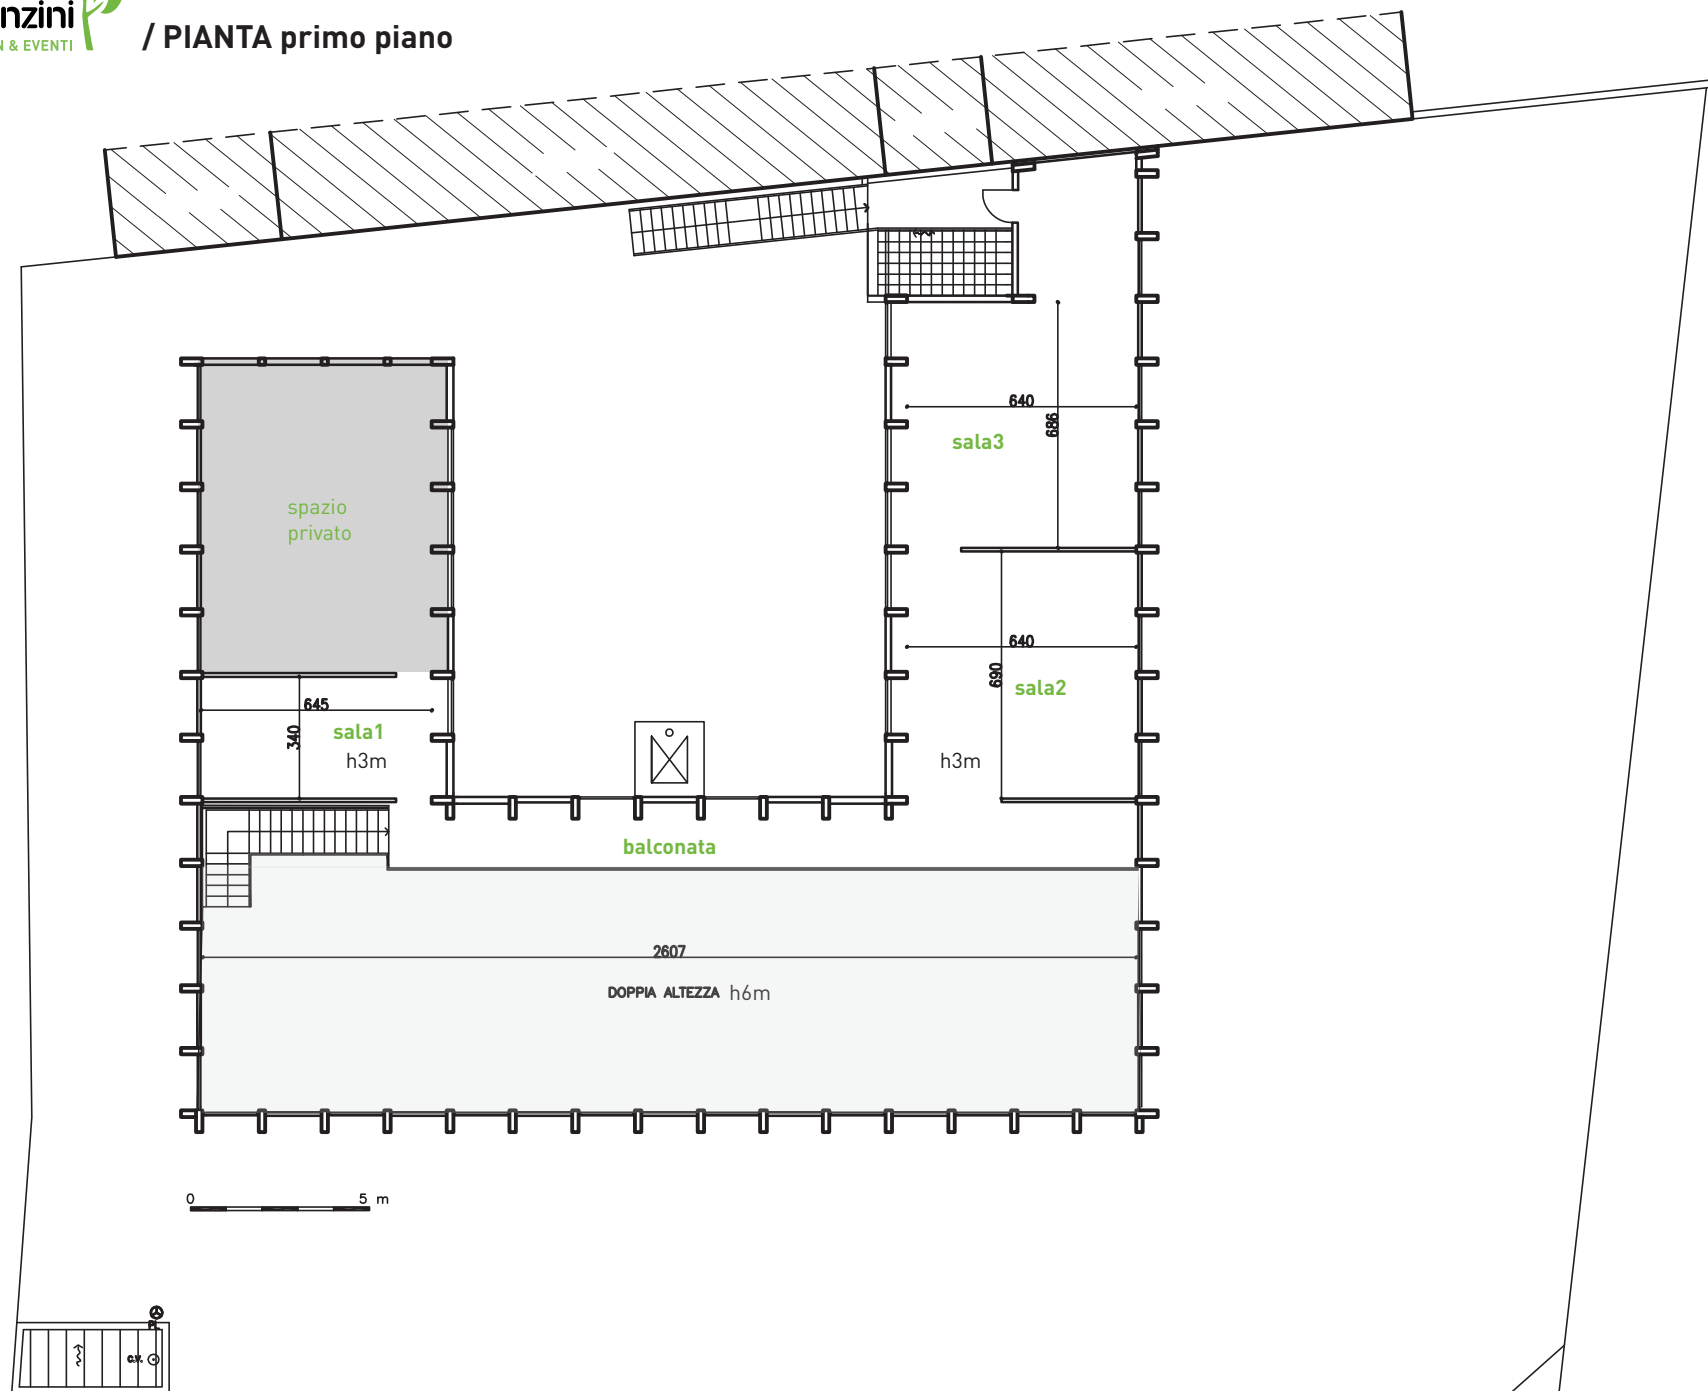 nzini
N & EVENTI
/ PIANTA primo piano
640
686
sala3
spazio
privato
640
690
sala2
645
340
sala1
h3m
h3m
balconata
2607
DOPPIA ALTEZZA h6m
0 5 m
C.V.